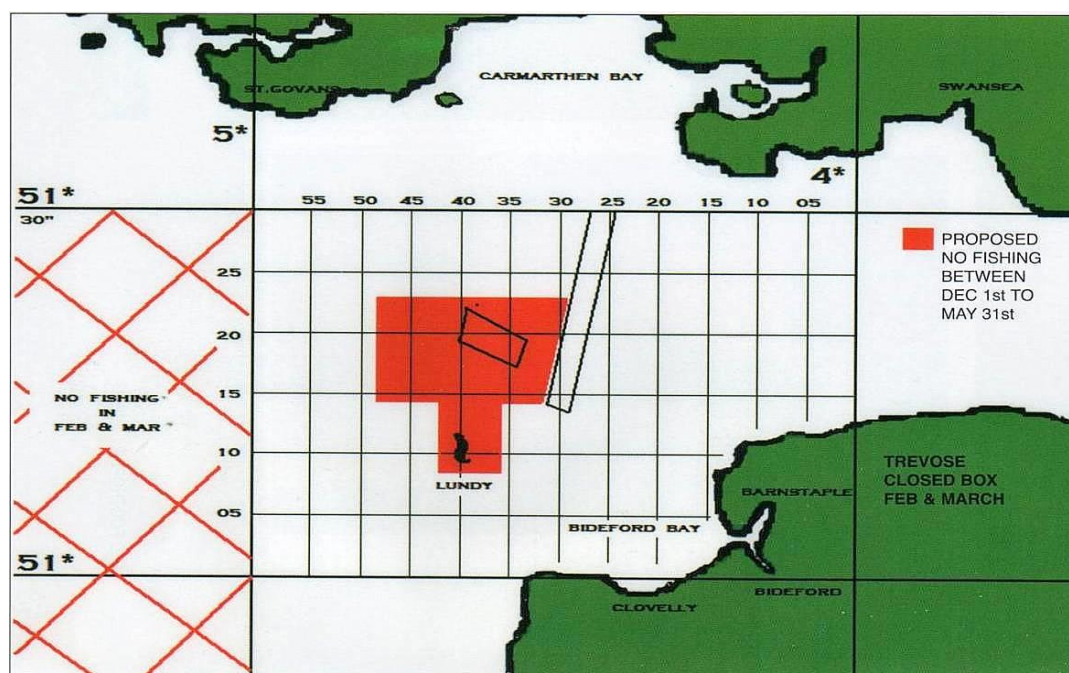 CARMARTHEN BAY
ST.GOVANS
SWANSEA
5*
4*
51*
30"
55 50 45 40 35 30 25 20 15 10 05
25
20
15
10
05
PROPOSED
NO FISHING
BETWEEN
DEC 1st TO
MAY 31st
NO FISHING
IN
FEB & MAR
LUNDY
TREVOSE
CLOSED BOX
FEB & MARCH
BARNSTAPLE
BIDEFORD BAY
51*
BIDEFORD
CLOVELLY